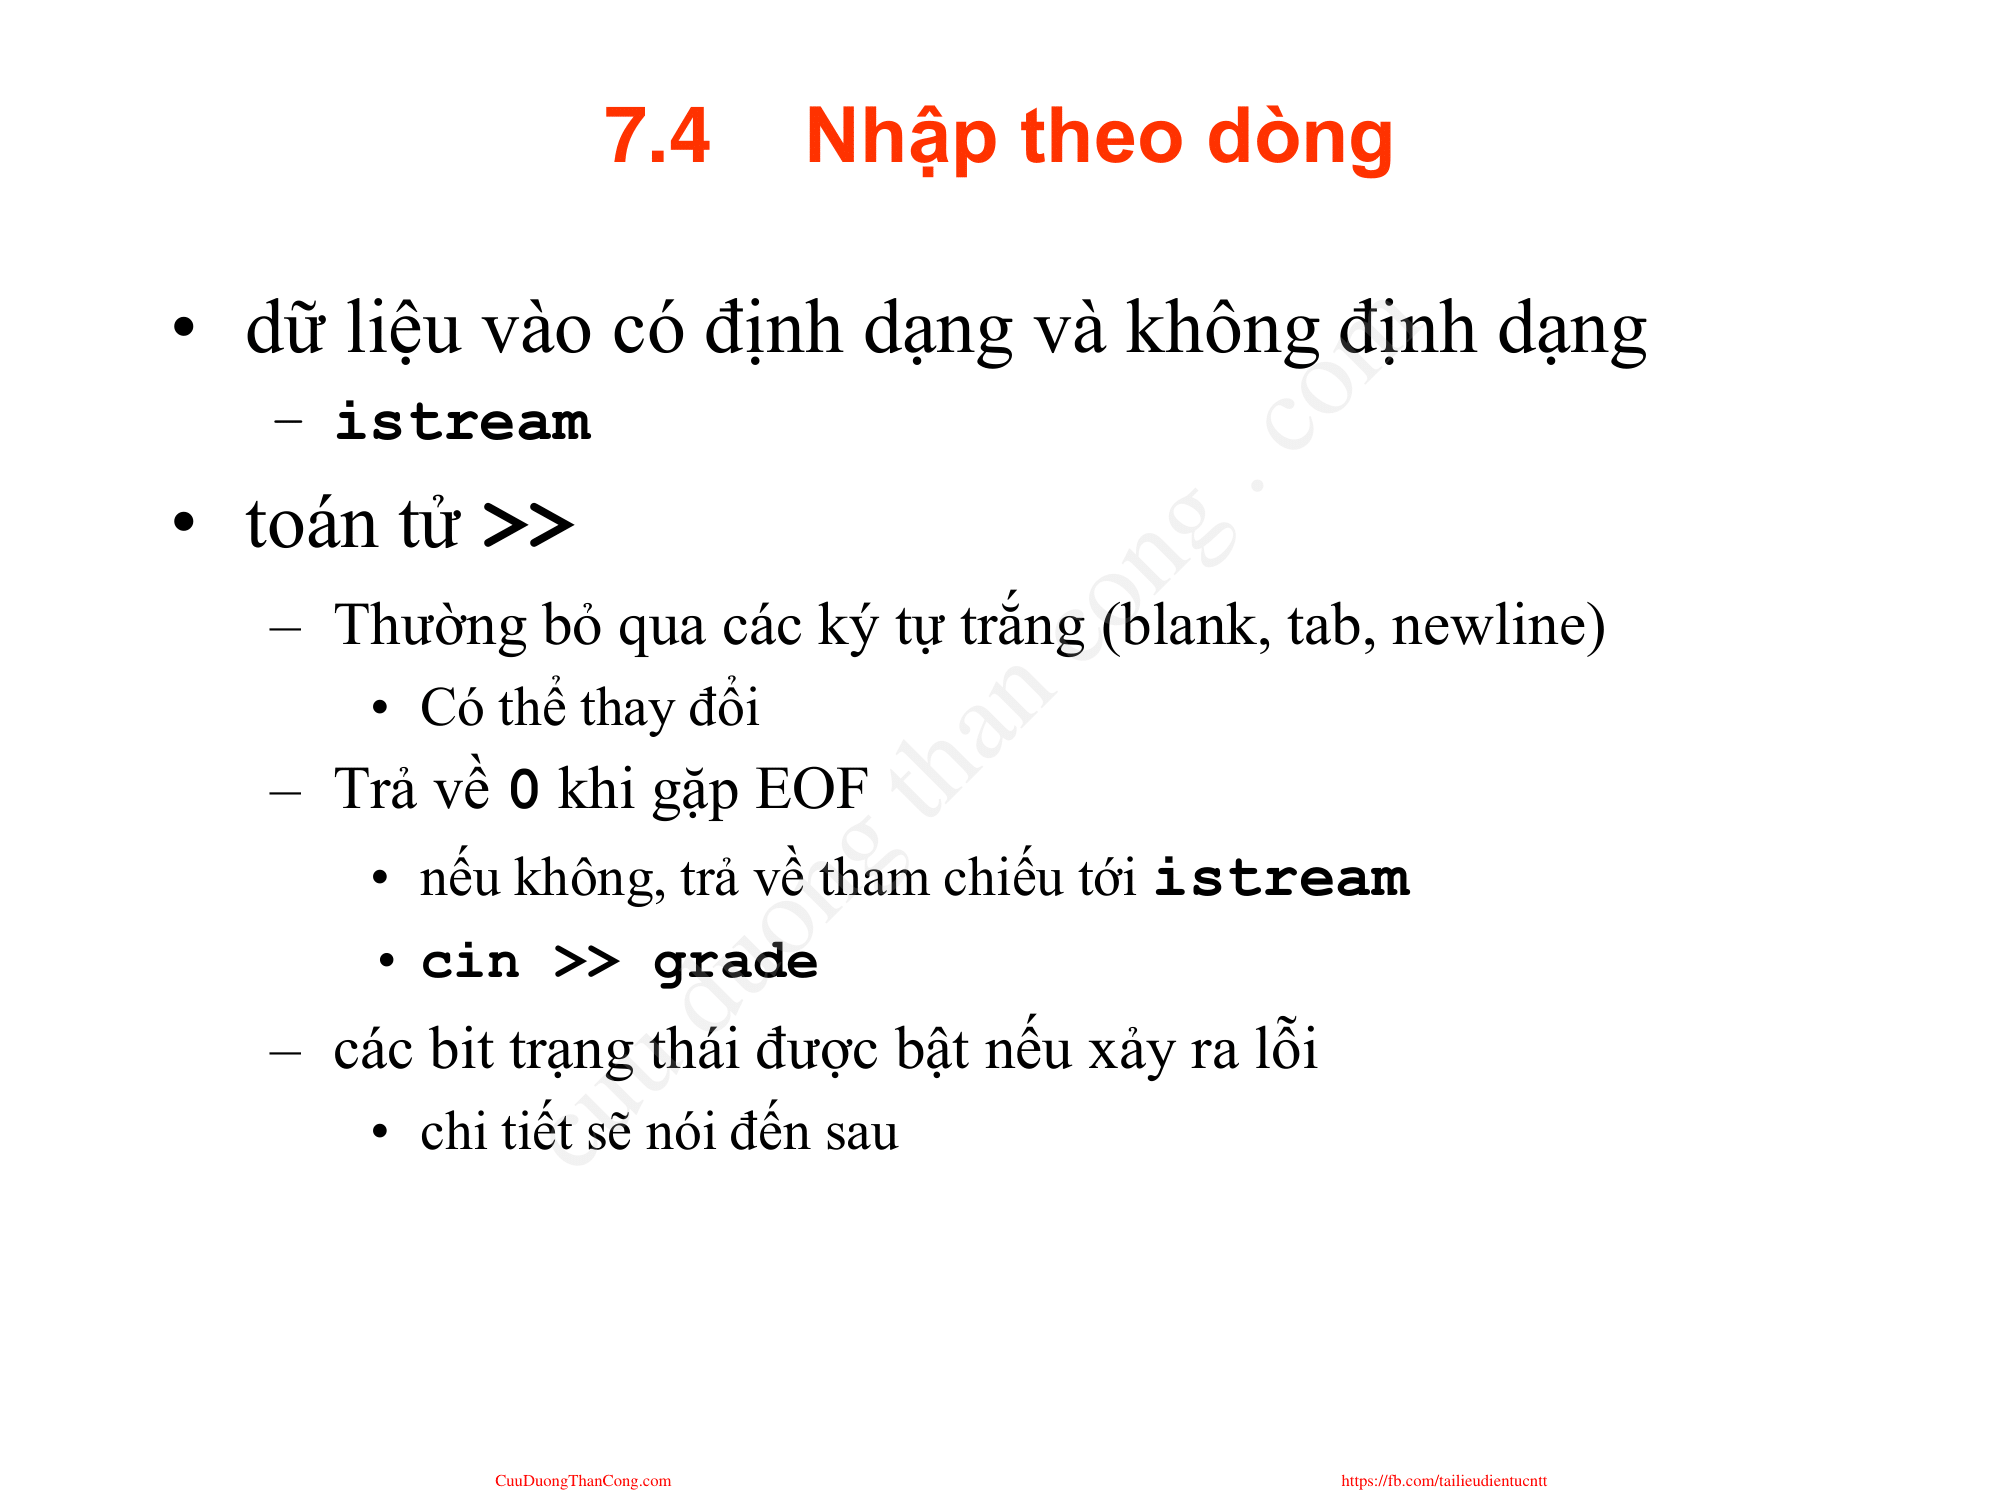 7.4 Nhập theo dòng
• dữ liệu vào có định dạng và không định dạng
– istream
• toán tử >>
– Thường bỏ qua các ký tự trắng (blank, tab, newline)
• Có thể thay đổi
– Trả về 0 khi gặp EOF
• nếu không, trả về tham chiếu tới istream
• cin >> grade
– các bit trạng thái được bật nếu xảy ra lỗi
• chi tiết sẽ nói đến sau
cuu duong than cong . com
CuuDuongThanCong.com
https://fb.com/tailieudientucntt